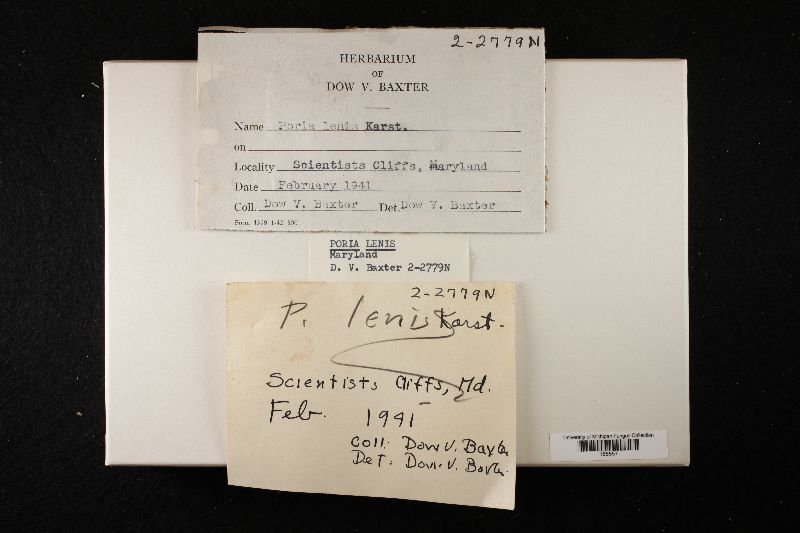 2-2779N
HERBARIUM
OF
DOW V. BAXTER
Name Poria lenis Karst.
on
Locality Scientists Cliffs, Maryland
Date February 1941
Coll. Dow V. Baxter Det. Dow V. Baxter
PORIA LENIS
Maryland
D. V. Baxter 2-2779N
2-2779N
P. lenis Karst.
Scientists Cliffs, Md.
Feb. 1941
Coll: Dow V. Baxter
Det: Dow V. Baxter
University of Michigan Fungus Collection